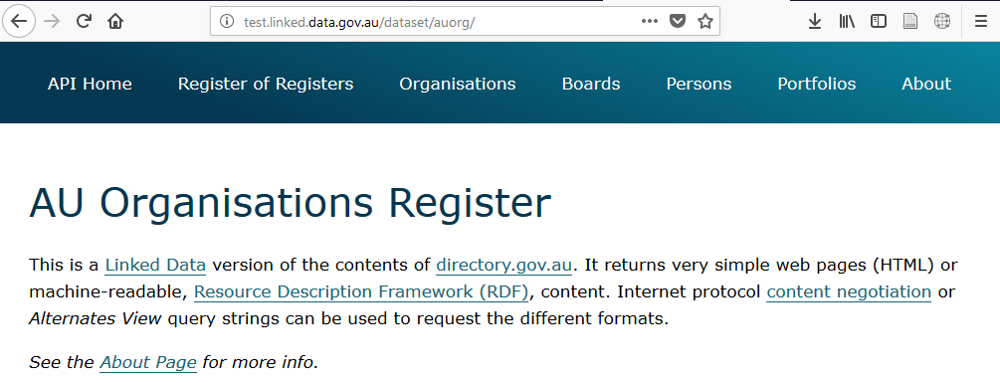 test.linked.data.gov.au/dataset/auorg/
API Home Register of Registers Organisations Boards Persons Portfolios About
AU Organisations Register
This is a Linked Data version of the contents of directory.gov.au. It returns very simple web pages (HTML) or
machine-readable, Resource Description Framework (RDF), content. Internet protocol content negotiation or
Alternates View query strings can be used to request the different formats.
See the About Page for more info.